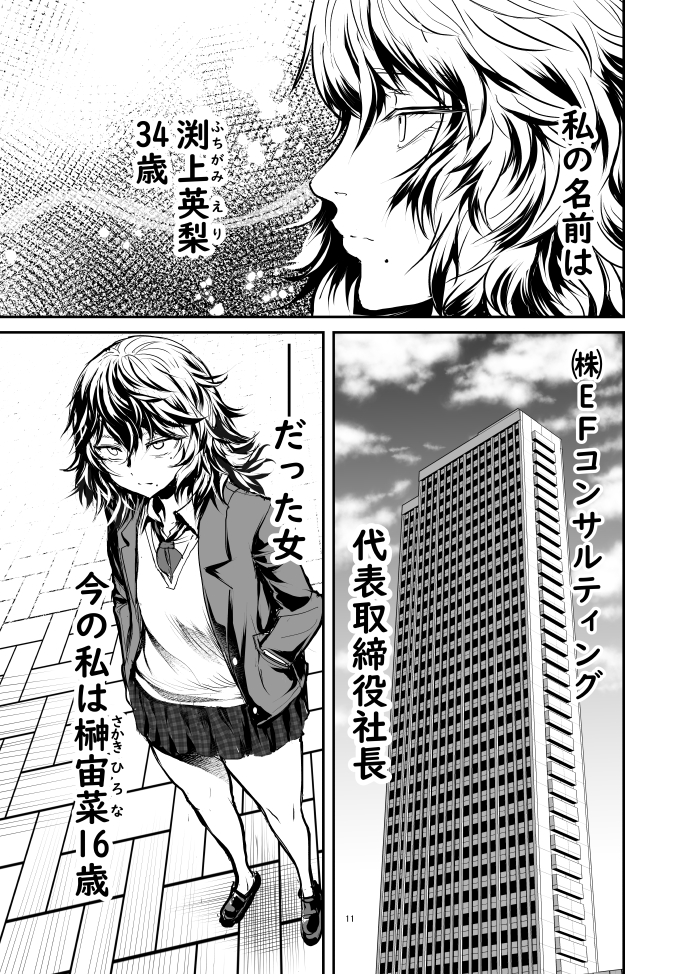 私の名前は
渕上英梨
ふちがみえり
34歳
㈱EFコンサルティング
代表取締役社長
―だった女
今の私は榊宙菜16歳
さかきひろな
11